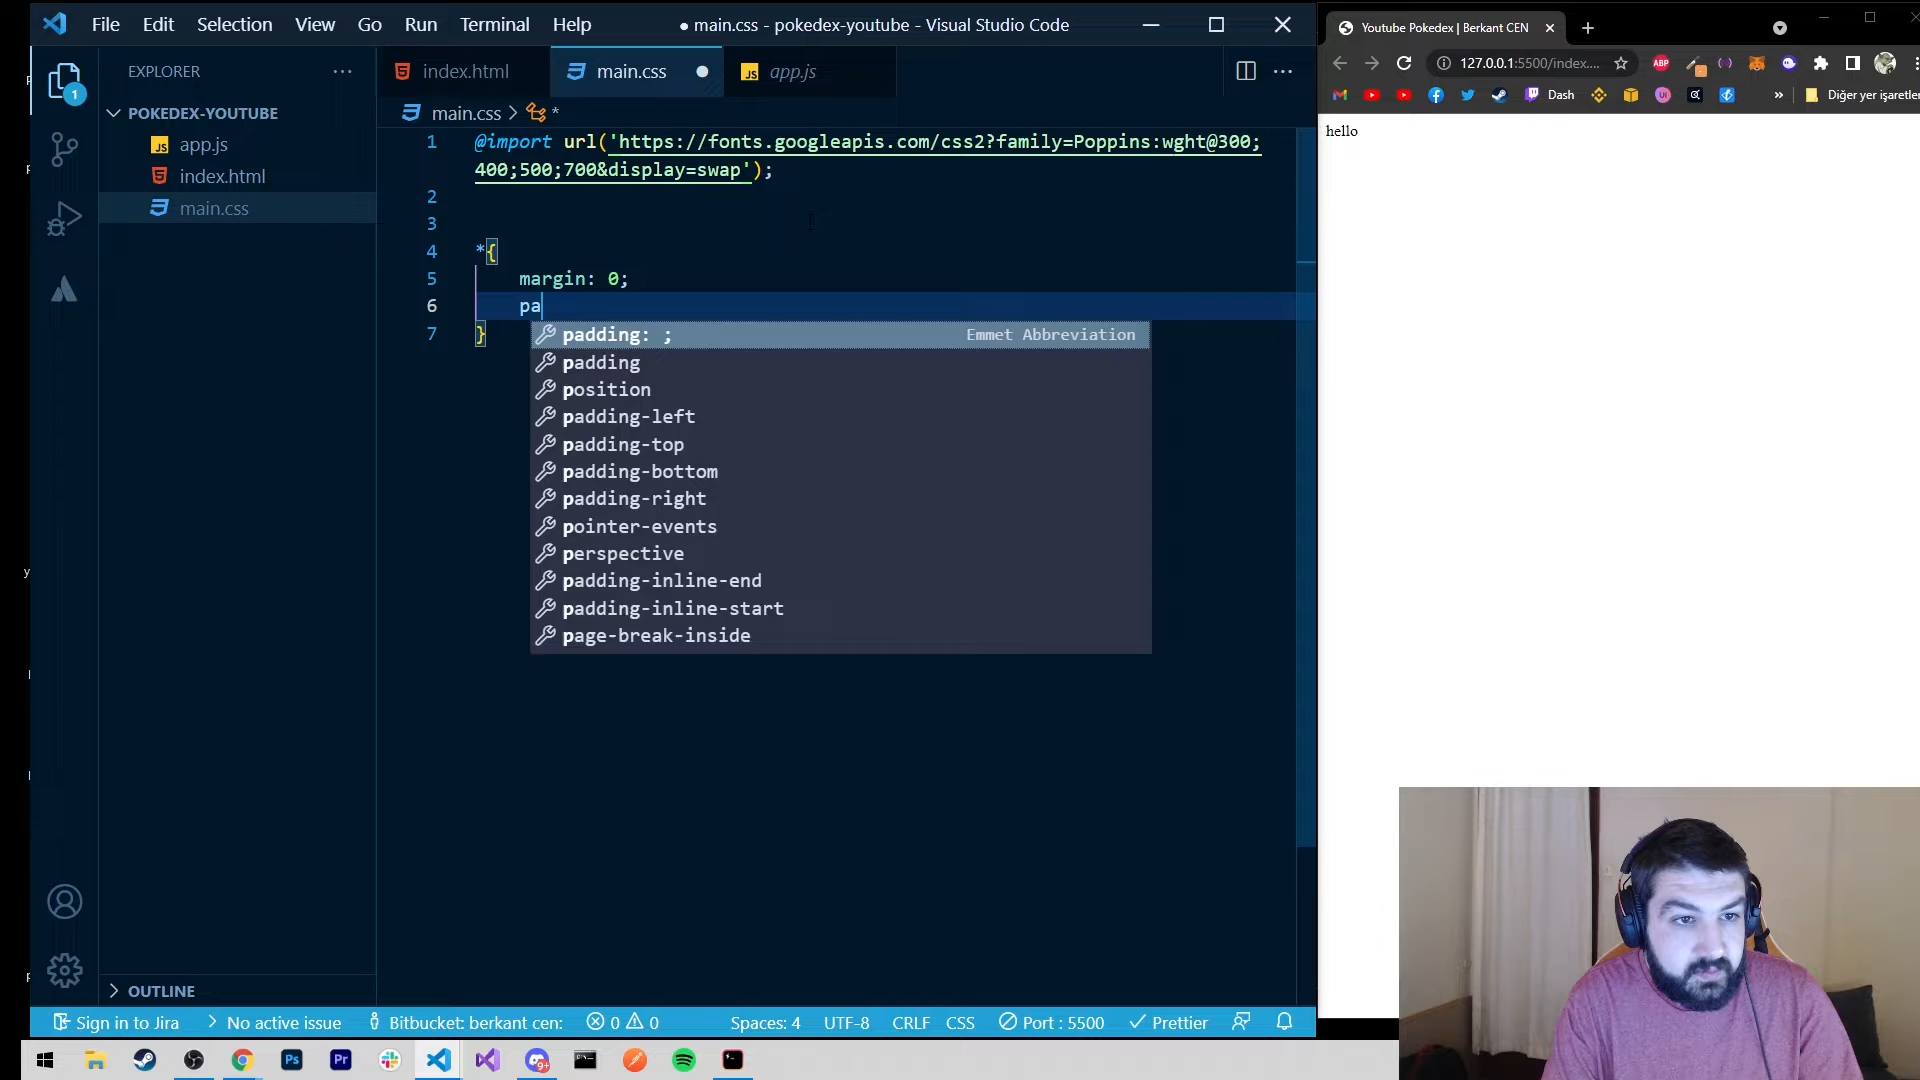 File Edit Selection View Go Run Terminal Help
● main.css - pokedex-youtube - Visual Studio Code
EXPLORER
1
POKEDEX-YOUTUBE
app.js
index.html
main.css
OUTLINE
index.html
main.css
app.js
main.css > *
1 @import url('https://fonts.googleapis.com/css2?family=Poppins:wght@300;
400;500;700&display=swap');
2
3
4 *{
5 margin: 0;
6 pa
7 }
padding: ; Emmet Abbreviation
padding
position
padding-left
padding-top
padding-bottom
padding-right
pointer-events
perspective
padding-inline-end
padding-inline-start
page-break-inside
Sign in to Jira
No active issue
Bitbucket: berkant cen:
0 0
Spaces: 4
UTF-8
CRLF
CSS
Port : 5500
Prettier
Youtube Pokedex | Berkant CEN
127.0.0.1:5500/index....
ABP
Dash
»
Diğer yer işaretler
hello
y
Ps
Pr
9+